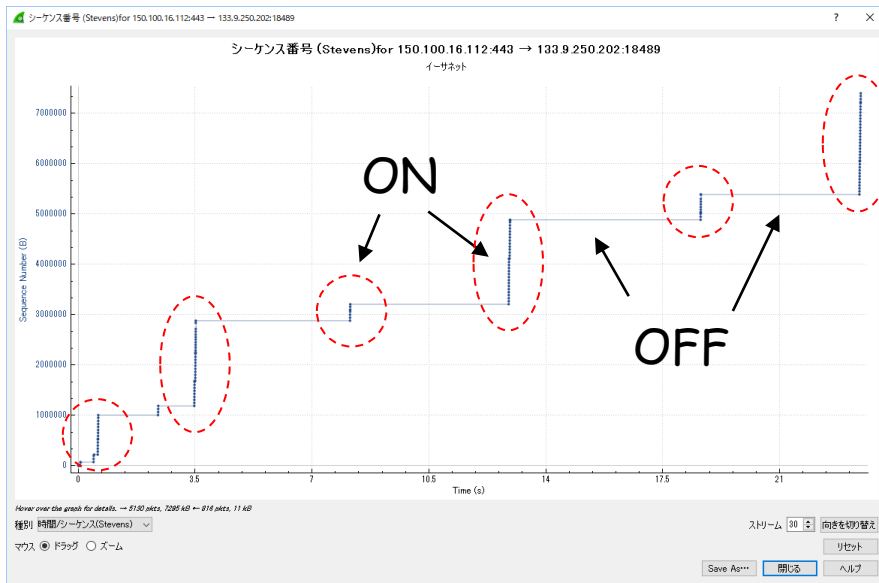 シーケンス番号 (Stevens)for 150.100.16.112:443 → 133.9.250.202:18489
? ×
シーケンス番号 (Stevens)for 150.100.16.112:443 → 133.9.250.202:18489
イーサネット
Sequence Number (B)
7000000
6000000
5000000
4000000
3000000
2000000
1000000
0
ON
OFF
0 3.5 7 10.5 14 17.5 21
Time (s)
Hover over the graph for details. → 5130 pkts, 7295 kB ← 816 pkts, 11 kB
種別 時間/シーケンス(Stevens) ストリーム 30 向きを切り替え
マウス ドラッグ ズーム リセット
Save As… 閉じる ヘルプ